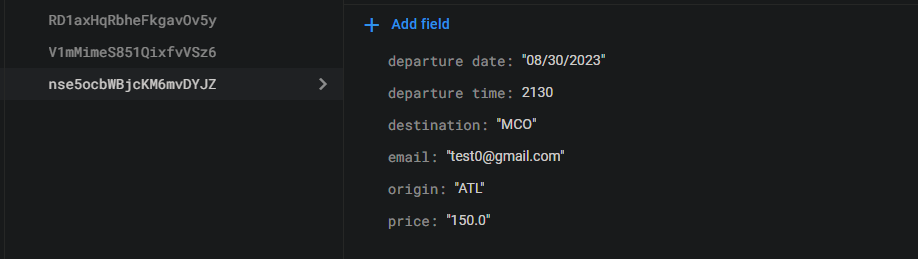 RD1axHqRbheFkgavOv5y
V1mMimeS851QixfvVSz6
nse5ocbWBjcKM6mvDYJZ
+ Add field
departure date: "08/30/2023"
departure time: 2130
destination: "MCO"
email: "test0@gmail.com"
origin: "ATL"
price: "150.0"